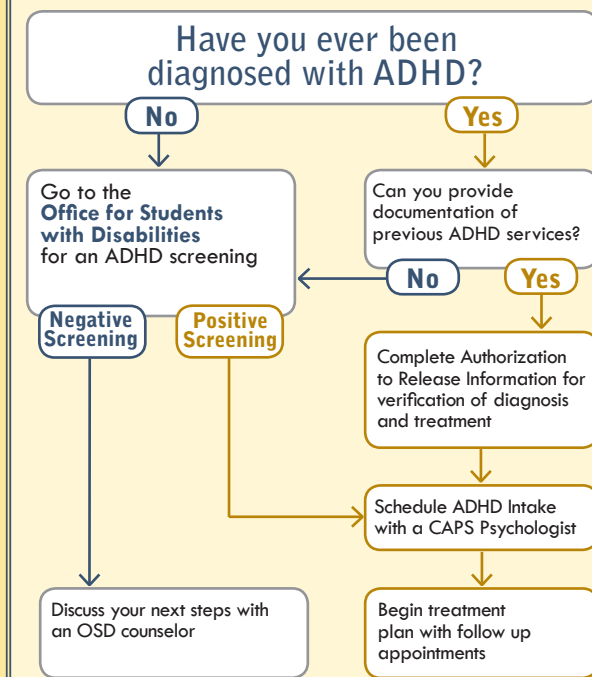 Have you ever been
diagnosed with ADHD?
No
Yes
Go to the
Office for Students
with Disabilities
for an ADHD screening
Can you provide
documentation of
previous ADHD services?
No
Yes
Negative
Screening
Positive
Screening
Complete Authorization
to Release Information for
verification of diagnosis
and treatment
Schedule ADHD Intake
with a CAPS Psychologist
Discuss your next steps with
an OSD counselor
Begin treatment
plan with follow up
appointments